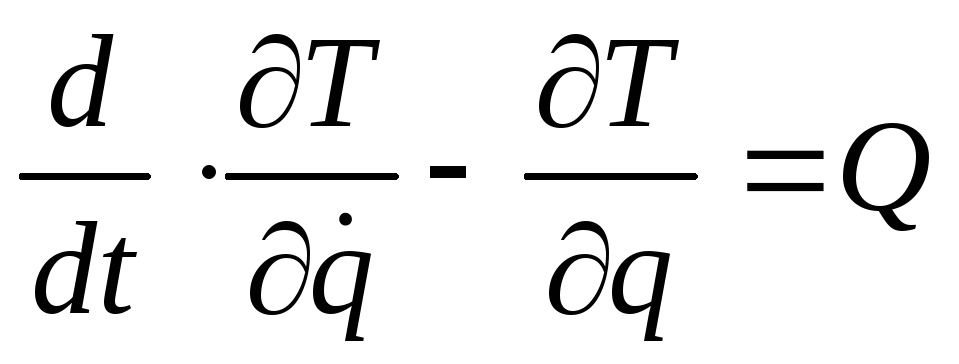 d/dt · ∂T/∂q̇ - ∂T/∂q = Q